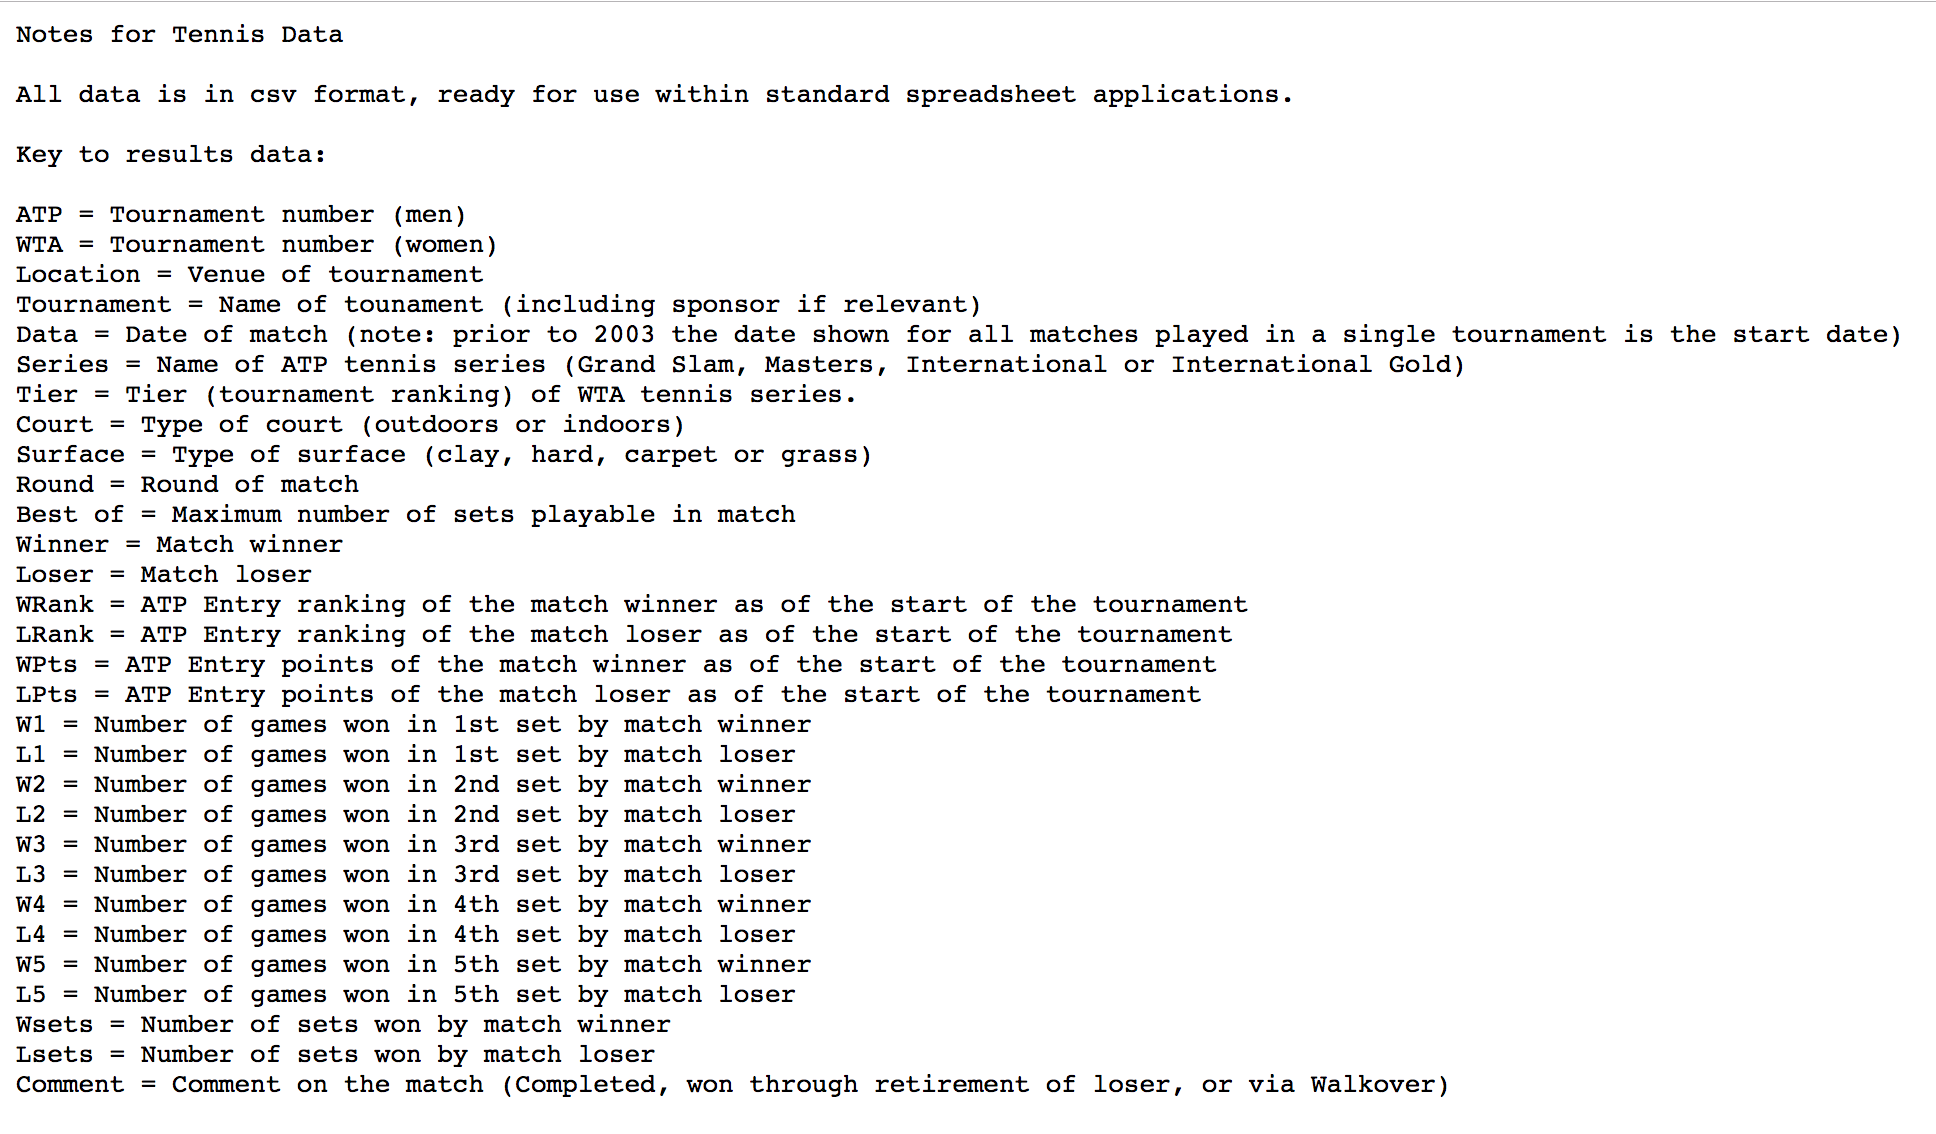 Notes for Tennis Data
All data is in csv format, ready for use within standard spreadsheet applications.
Key to results data:
ATP = Tournament number (men)
WTA = Tournament number (women)
Location = Venue of tournament
Tournament = Name of tounament (including sponsor if relevant)
Data = Date of match (note: prior to 2003 the date shown for all matches played in a single tournament is the start date)
Series = Name of ATP tennis series (Grand Slam, Masters, International or International Gold)
Tier = Tier (tournament ranking) of WTA tennis series.
Court = Type of court (outdoors or indoors)
Surface = Type of surface (clay, hard, carpet or grass)
Round = Round of match
Best of = Maximum number of sets playable in match
Winner = Match winner
Loser = Match loser
WRank = ATP Entry ranking of the match winner as of the start of the tournament
LRank = ATP Entry ranking of the match loser as of the start of the tournament
WPts = ATP Entry points of the match winner as of the start of the tournament
LPts = ATP Entry points of the match loser as of the start of the tournament
W1 = Number of games won in 1st set by match winner
L1 = Number of games won in 1st set by match loser
W2 = Number of games won in 2nd set by match winner
L2 = Number of games won in 2nd set by match loser
W3 = Number of games won in 3rd set by match winner
L3 = Number of games won in 3rd set by match loser
W4 = Number of games won in 4th set by match winner
L4 = Number of games won in 4th set by match loser
W5 = Number of games won in 5th set by match winner
L5 = Number of games won in 5th set by match loser
Wsets = Number of sets won by match winner
Lsets = Number of sets won by match loser
Comment = Comment on the match (Completed, won through retirement of loser, or via Walkover)